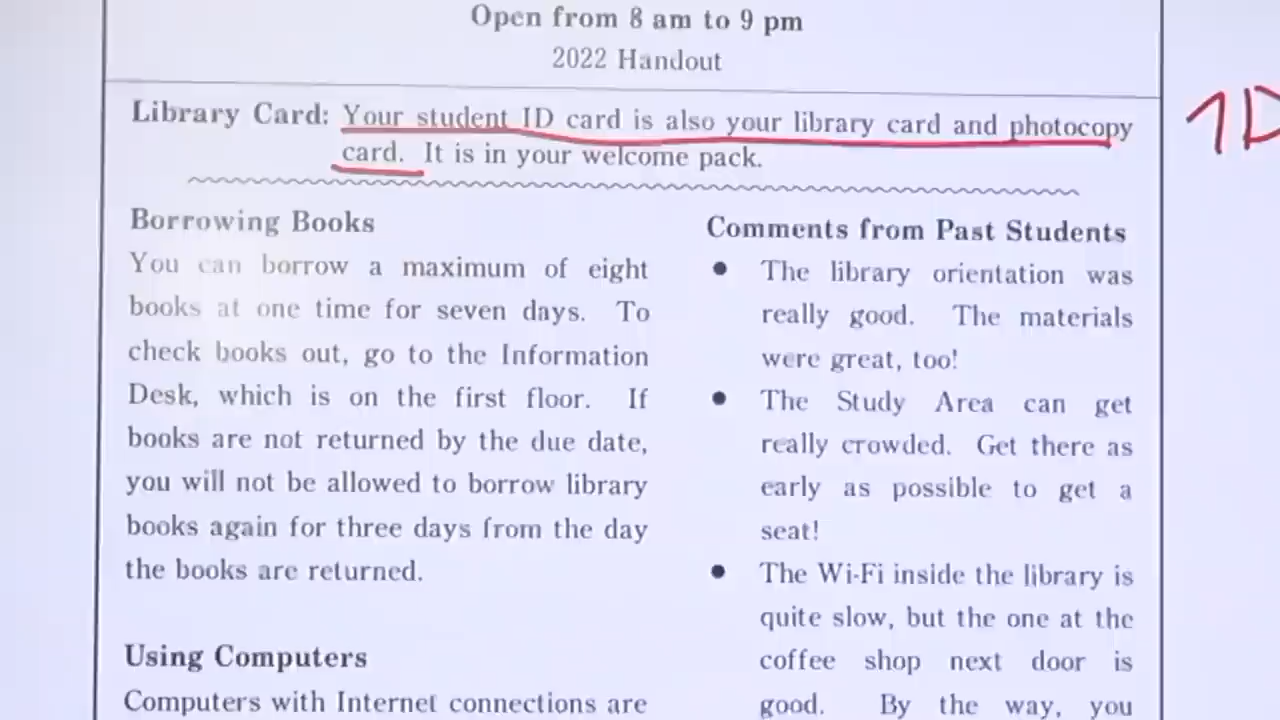 Open from 8 am to 9 pm
2022 Handout
Library Card: Your student ID card is also your library card and photocopy
card. It is in your welcome pack.
Borrowing Books
You can borrow a maximum of eight
books at one time for seven days. To
check books out, go to the Information
Desk, which is on the first floor. If
books are not returned by the due date,
you will not be allowed to borrow library
books again for three days from the day
the books are returned.
Using Computers
Computers with Internet connections are
Comments from Past Students
● The library orientation was
really good. The materials
were great, too!
● The Study Area can get
really crowded. Get there as
early as possible to get a
seat!
● The Wi-Fi inside the library is
quite slow, but the one at the
coffee shop next door is
good. By the way, you
1D